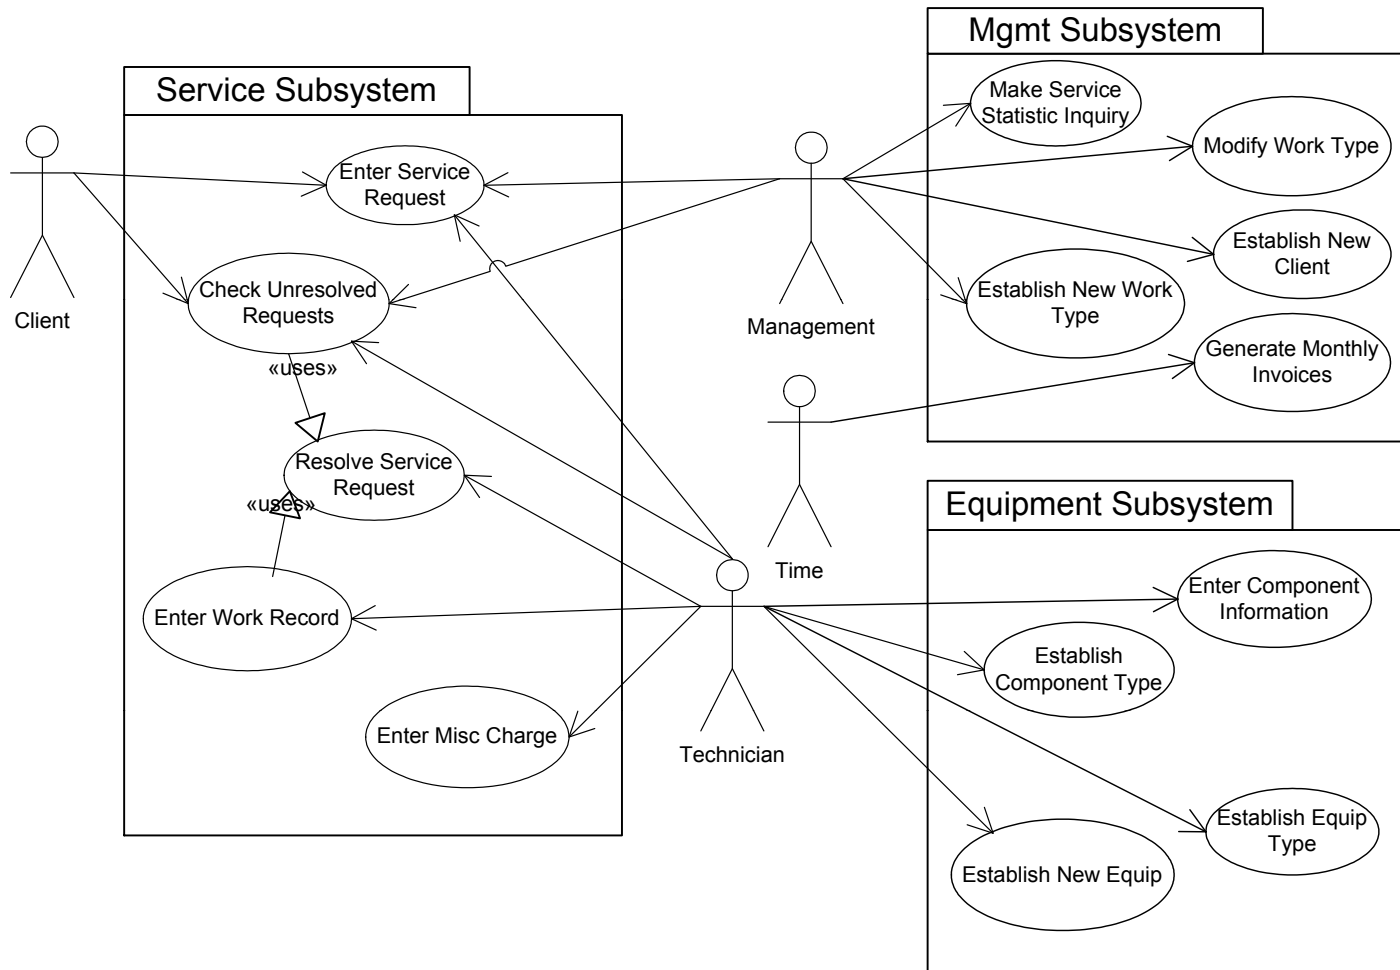 Mgmt Subsystem
Service Subsystem
Make Service
Statistic Inquiry
Modify Work Type
Enter Service
Request
Establish New
Client
Check Unresolved
Requests
Establish New Work
Type
Client
Management
Generate Monthly
Invoices
«uses»
Resolve Service
Request
«uses»
Equipment Subsystem
Time
Enter Component
Information
Enter Work Record
Establish
Component Type
Enter Misc Charge
Technician
Establish Equip
Type
Establish New Equip